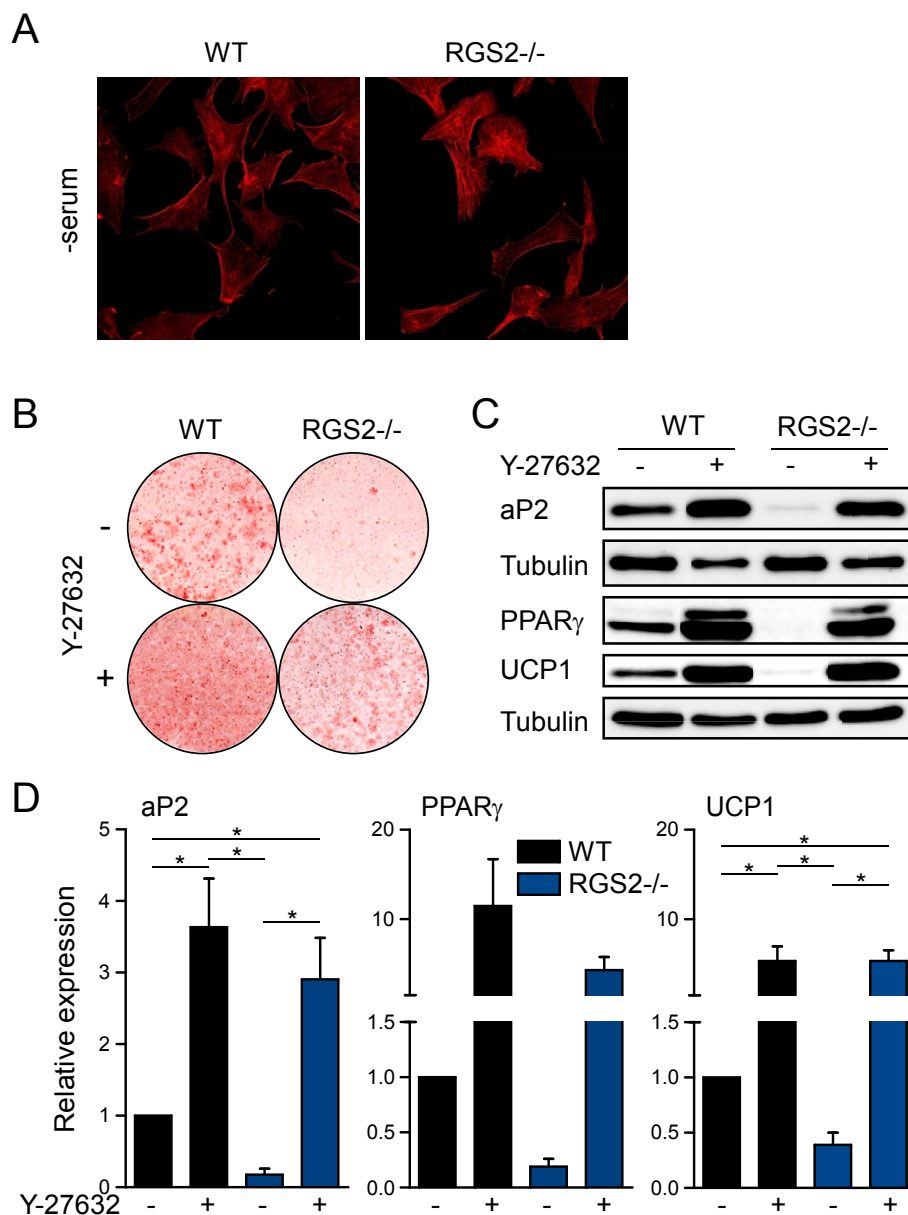 A
WT RGS2-/-
-serum
B
WT RGS2-/-
Y-27632
-
+
C
WT RGS2-/-
Y-27632 - + - +
aP2
Tubulin
PPARγ
UCP1
Tubulin
D
aP2
Relative expression
5
4
3
2
1
0
* * * * 
Y-27632 - + - +
PPARγ
20
10
1.5
1.0
0.5
0.0
- + - +
WT
RGS2-/-
UCP1
20
10
1.5
1.0
0.5
0.0
* * * *
- + - +